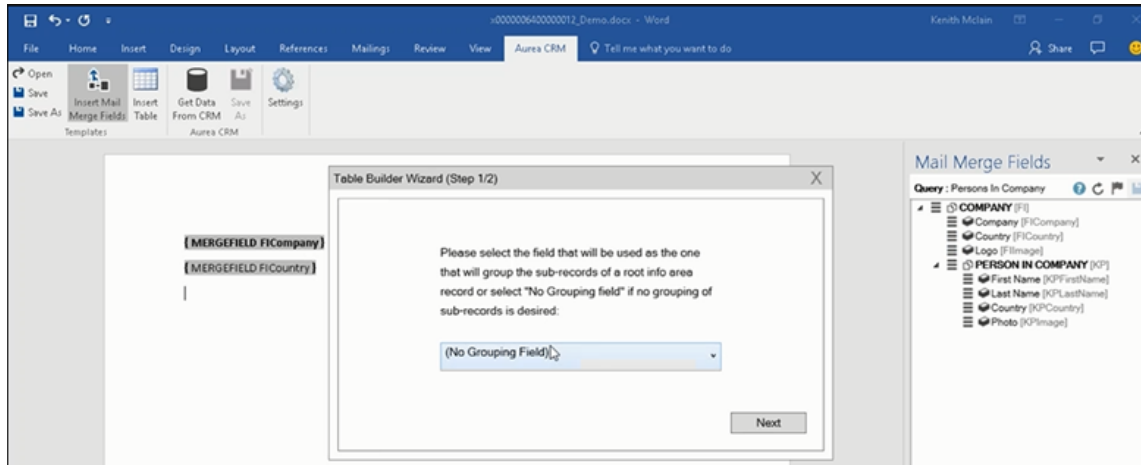 x0000006400000012_Demo.docx - Word
Kenith Mclain
File Home Insert Design Layout References Mailings Review View Aurea CRM Tell me what you want to do Share
Open
Save
Save As
Insert Mail Merge Fields
Insert Table
Get Data From CRM
Save As
Settings
Templates
Aurea CRM
{ MERGEFIELD FICompany }
{ MERGEFIELD FICountry }
Table Builder Wizard (Step 1/2)
X
Please select the field that will be used as the one
that will group the sub-records of a root info area
record or select "No Grouping field" if no grouping of
sub-records is desired:
(No Grouping Field)
Next
Mail Merge Fields
Query : Persons In Company
COMPANY [FI]
Company [FICompany]
Country [FICountry]
Logo [FIImage]
PERSON IN COMPANY [KP]
First Name [KPFirstName]
Last Name [KPLastName]
Country [KPCountry]
Photo [KPImage]